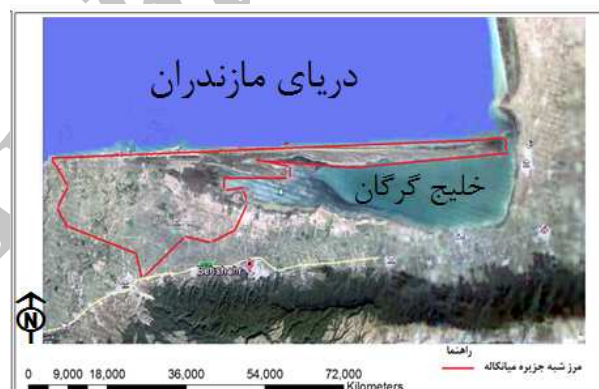 دریای مازندران
خلیج گرگان
Behshahr
N
راهنما
مرز شبه جزیره میانکاله
0 9,000 18,000 36,000 54,000 72,000
Kilometers